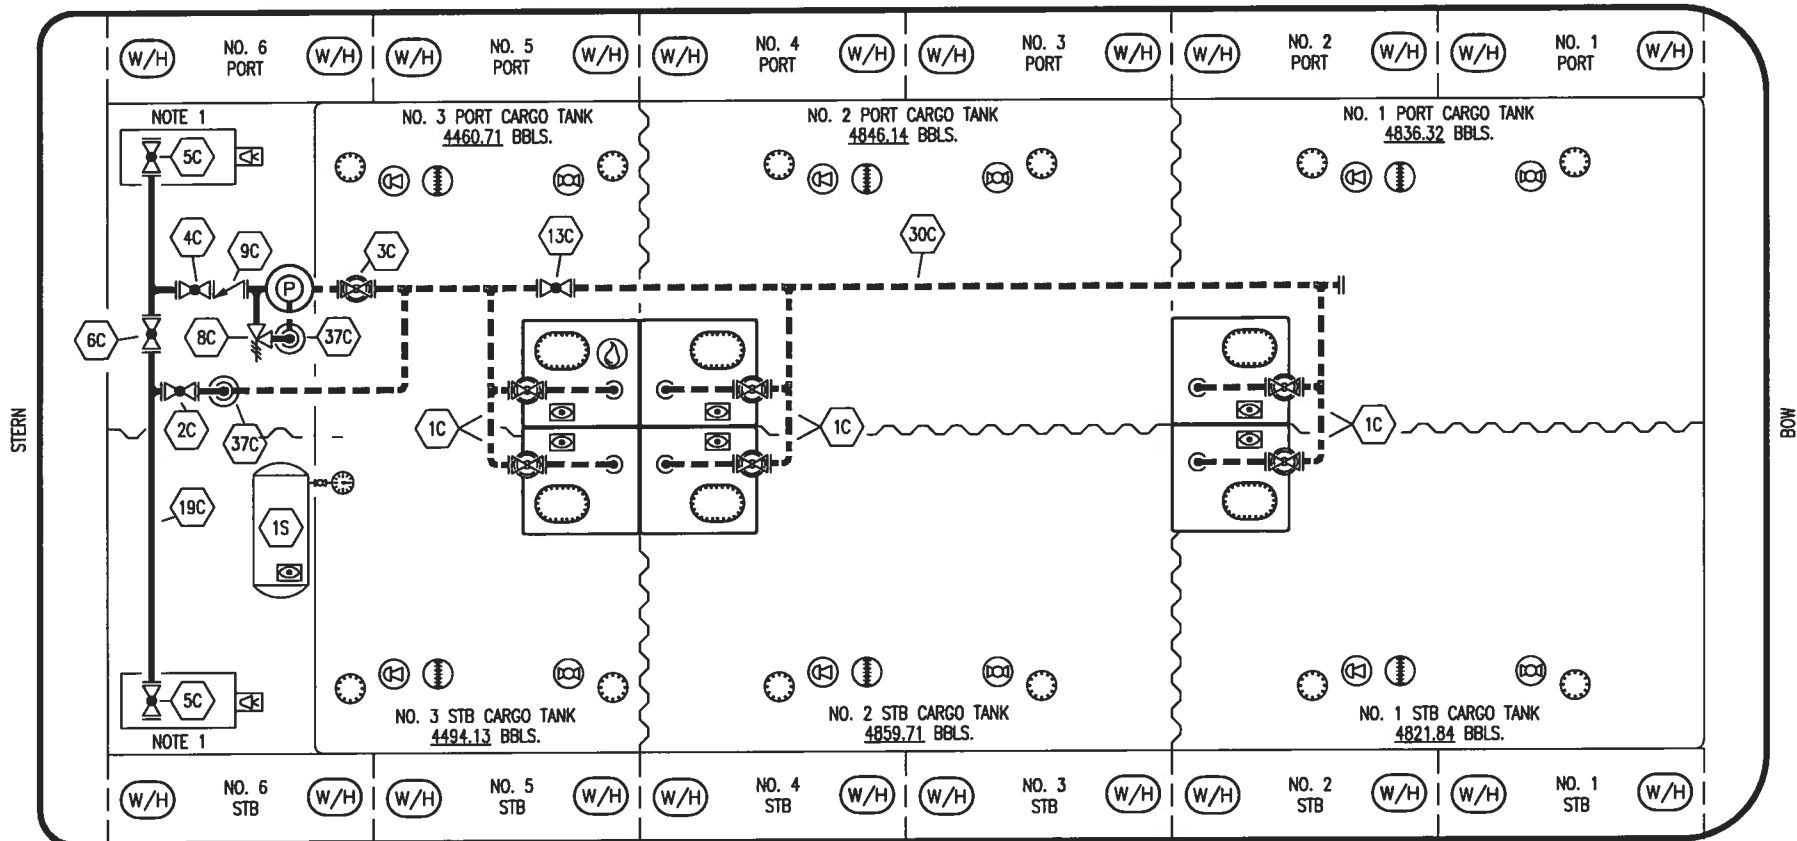 W/H
NO. 6
PORT
W/H
W/H
NO. 5
PORT
W/H
W/H
NO. 4
PORT
W/H
NO. 3
PORT
W/H
W/H
NO. 2
PORT
W/H
W/H
NO. 1
PORT
W/H
NOTE 1
NO. 3 PORT CARGO TANK
4460.71 BBLS.
NO. 2 PORT CARGO TANK
4846.14 BBLS.
NO. 1 PORT CARGO TANK
4836.32 BBLS.
5C
4C
9C
3C
13C
30C
P
6C
8C
37C
2C
37C
1C
1C
1C
STERN
BOW
19C
1S
5C
NOTE 1
NO. 3 STB CARGO TANK
4494.13 BBLS.
NO. 2 STB CARGO TANK
4859.71 BBLS.
NO. 1 STB CARGO TANK
4821.84 BBLS.
W/H
NO. 6
STB
W/H
W/H
NO. 5
STB
W/H
W/H
NO. 4
STB
W/H
NO. 3
STB
W/H
W/H
NO. 2
STB
W/H
W/H
NO. 1
STB
W/H